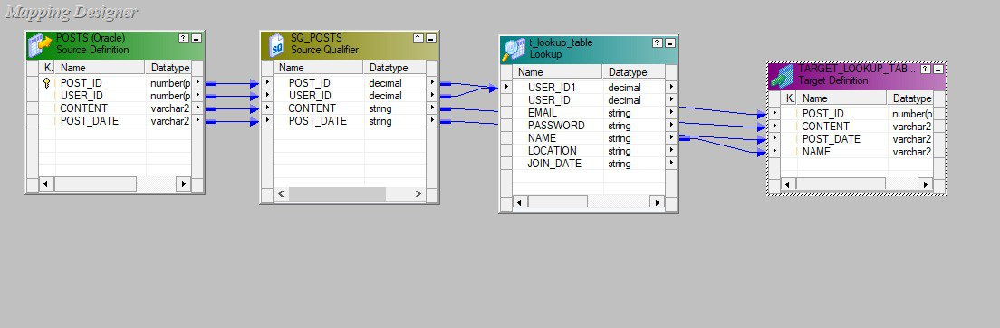 Mapping Designer
POSTS (Oracle)
Source Definition
K. Name Datatype
POST_ID number(p
USER_ID number(p
CONTENT varchar2
POST_DATE varchar2
SQ_POSTS
Source Qualifier
Name Datatype
POST_ID decimal
USER_ID decimal
CONTENT string
POST_DATE string
t_lookup_table
Lookup
Name Datatype
USER_ID1 decimal
USER_ID decimal
EMAIL string
PASSWORD string
NAME string
LOCATION string
JOIN_DATE string
TARGET_LOOKUP_TAB...
Target Definition
K. Name Datatype
POST_ID number(p
CONTENT varchar2
POST_DATE varchar2
NAME varchar2